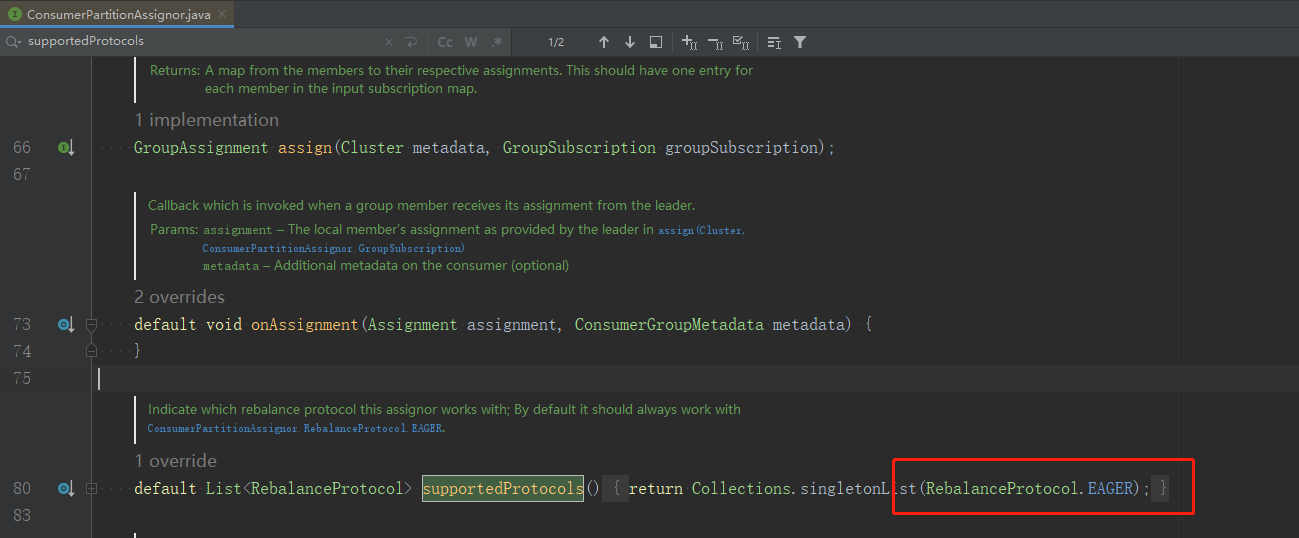 ConsumerPartitionAssignor.java
supportedProtocols Cc W .* 1/2
Returns: A map from the members to their respective assignments. This should have one entry for
each member in the input subscription map.
1 implementation
66 GroupAssignment assign(Cluster metadata, GroupSubscription groupSubscription);
67
Callback which is invoked when a group member receives its assignment from the leader.
Params: assignment – The local member's assignment as provided by the leader in assign(Cluster,
ConsumerPartitionAssignor.GroupSubscription)
metadata – Additional metadata on the consumer (optional)
2 overrides
73 default void onAssignment(Assignment assignment, ConsumerGroupMetadata metadata) {
74 }
75
Indicate which rebalance protocol this assignor works with; By default it should always work with
ConsumerPartitionAssignor.RebalanceProtocol.EAGER.
1 override
80 default List<RebalanceProtocol> supportedProtocols() { return Collections.singletonList(RebalanceProtocol.EAGER); }
83